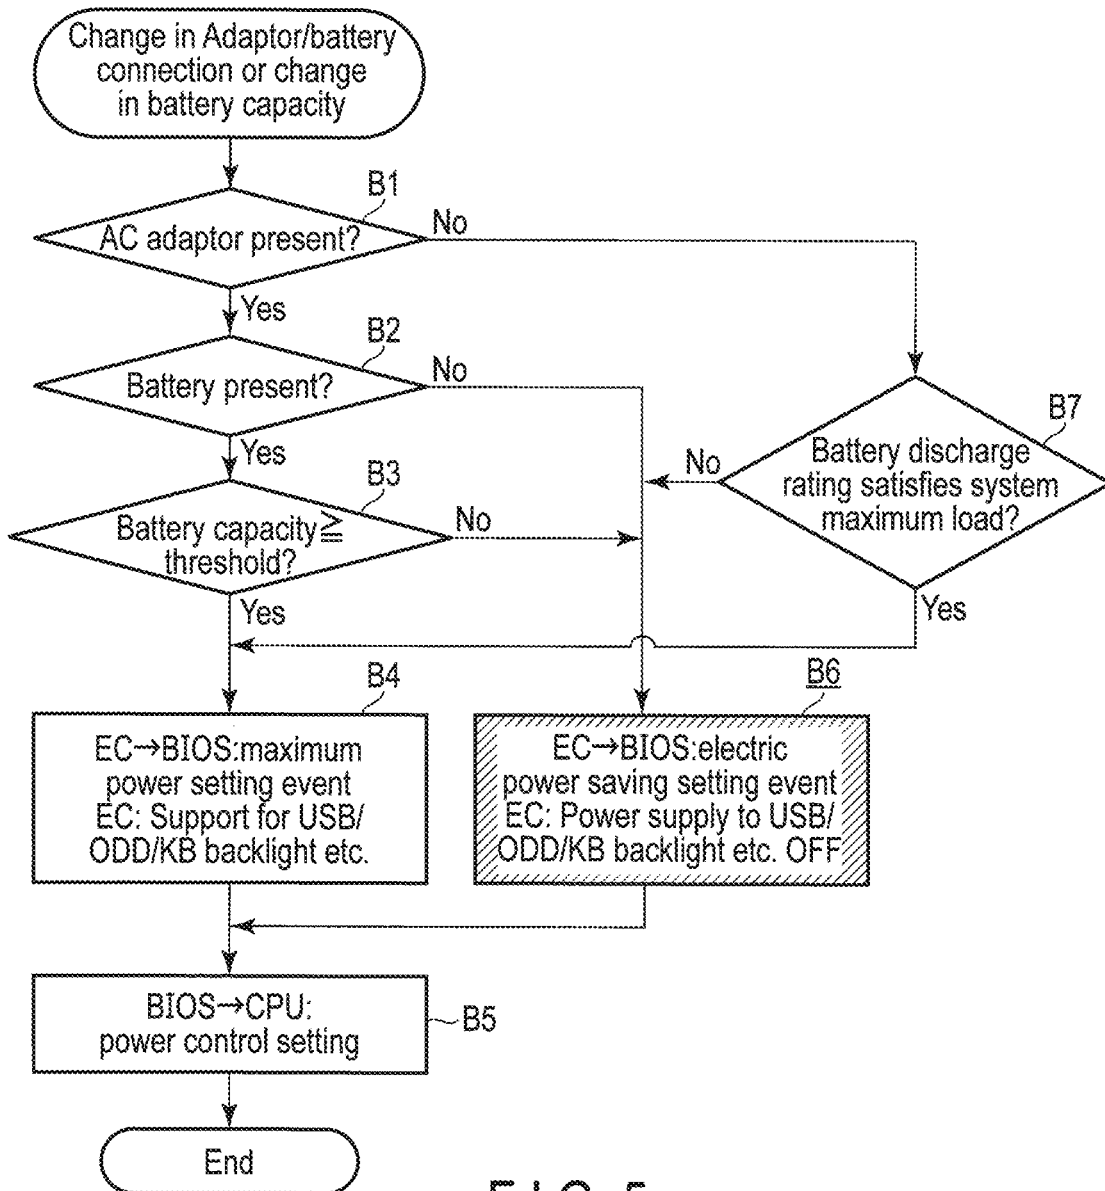 Change in Adaptor/battery
connection or change
in battery capacity
B1
AC adaptor present?
No
Yes
B2
Battery present?
No
Yes
B3
Battery capacity≧
threshold?
No
Yes
B7
Battery discharge
rating satisfies system
maximum load?
No
Yes
B4
EC→BIOS:maximum
power setting event
EC: Support for USB/
ODD/KB backlight etc.
B6
EC→BIOS:electric
power saving setting event
EC: Power supply to USB/
ODD/KB backlight etc. OFF
BIOS→CPU:
power control setting
B5
End
FIG. 5